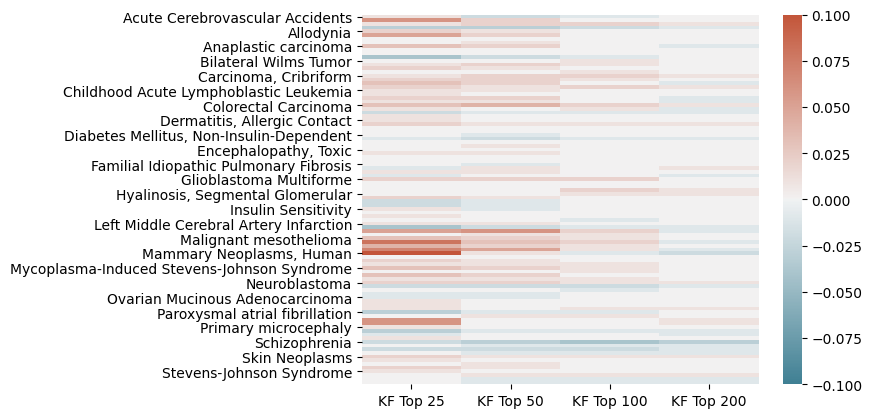 Acute Cerebrovascular Accidents
Allodynia
Anaplastic carcinoma
Bilateral Wilms Tumor
Carcinoma, Cribriform
Childhood Acute Lymphoblastic Leukemia
Colorectal Carcinoma
Dermatitis, Allergic Contact
Diabetes Mellitus, Non-Insulin-Dependent
Encephalopathy, Toxic
Familial Idiopathic Pulmonary Fibrosis
Glioblastoma Multiforme
Hyalinosis, Segmental Glomerular
Insulin Sensitivity
Left Middle Cerebral Artery Infarction
Malignant mesothelioma
Mammary Neoplasms, Human
Mycoplasma-Induced Stevens-Johnson Syndrome
Neuroblastoma
Ovarian Mucinous Adenocarcinoma
Paroxysmal atrial fibrillation
Primary microcephaly
Schizophrenia
Skin Neoplasms
Stevens-Johnson Syndrome
KF Top 25 KF Top 50 KF Top 100 KF Top 200
0.100
0.075
0.050
0.025
0.000
−0.025
−0.050
−0.075
−0.100